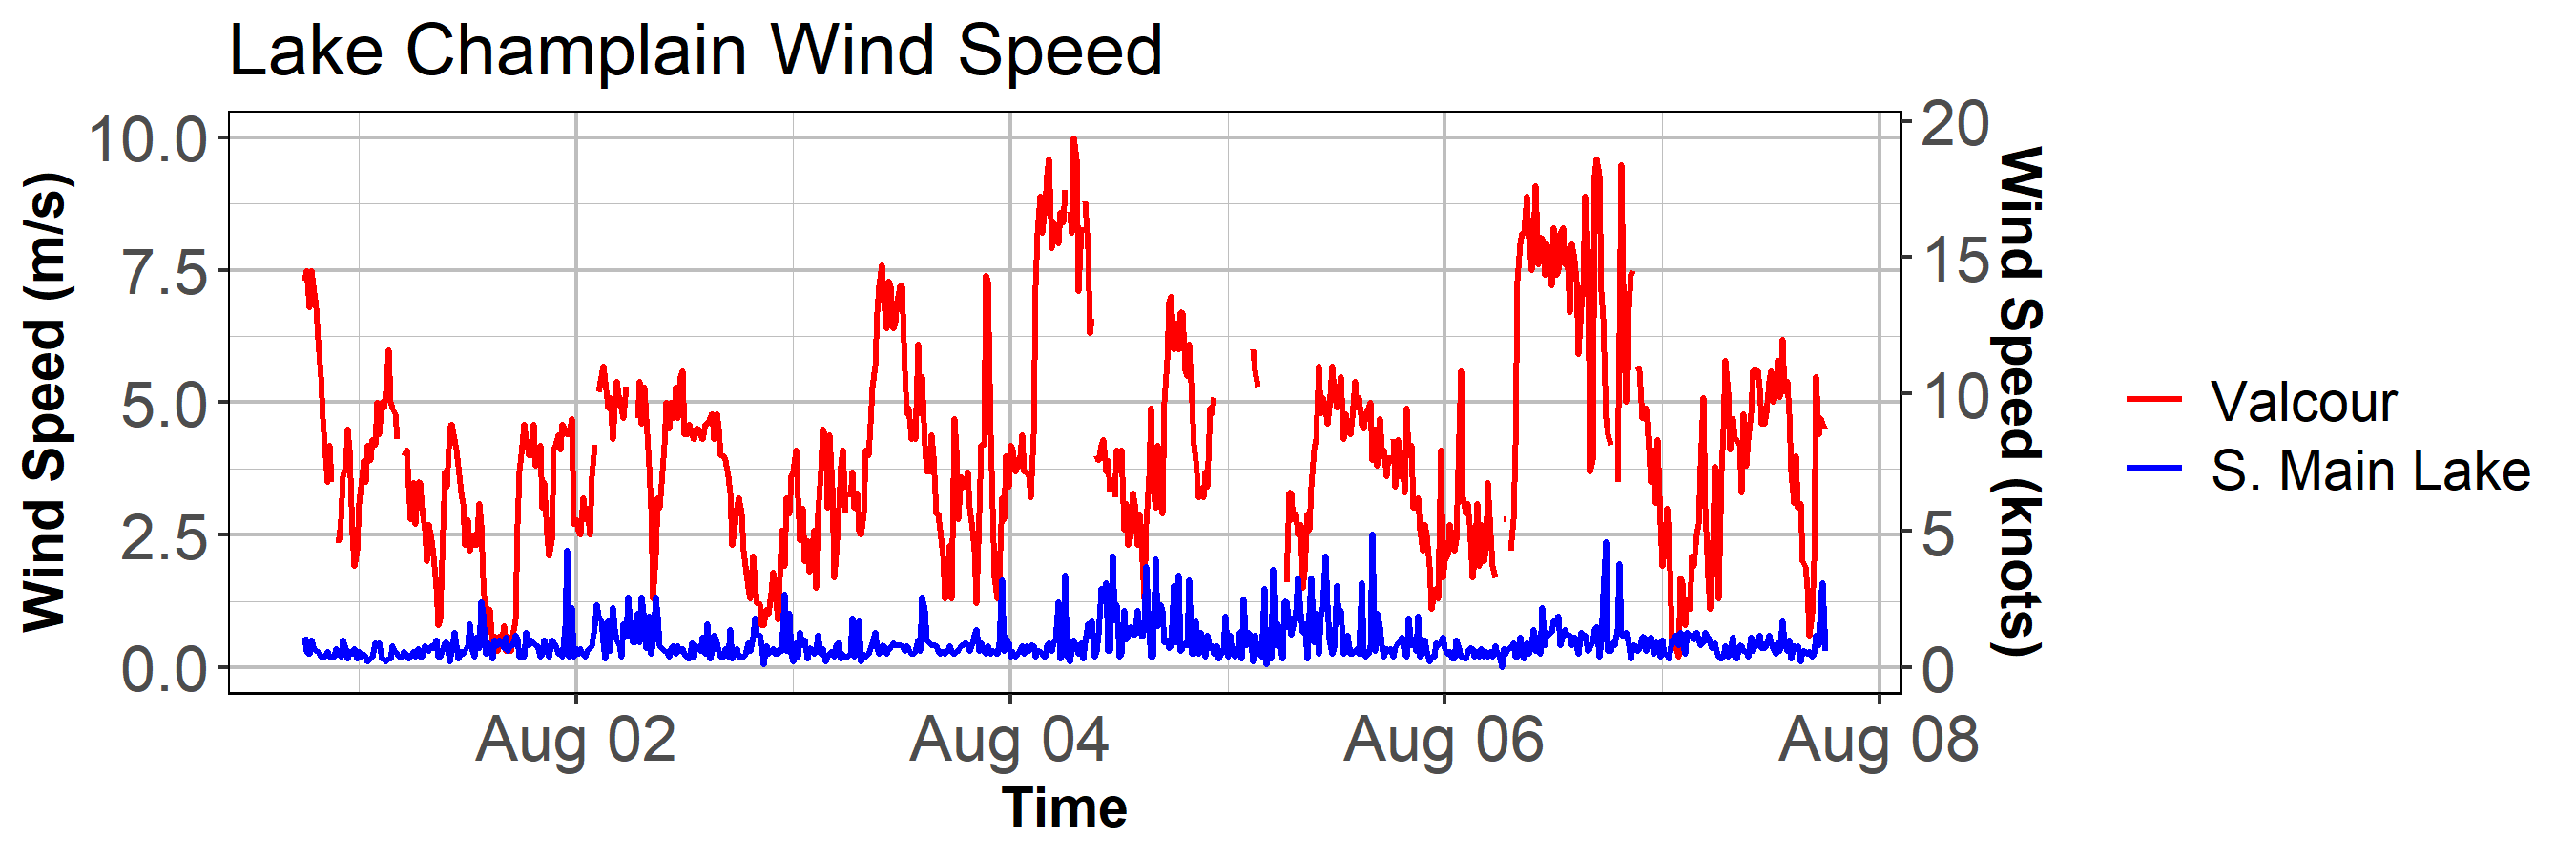 Lake Champlain Wind Speed
Wind Speed (m/s)
10.0
7.5
5.0
2.5
0.0
20
15
10
5
0
Wind Speed (knots)
Aug 02
Aug 04
Aug 06
Aug 08
Time
Valcour
S. Main Lake